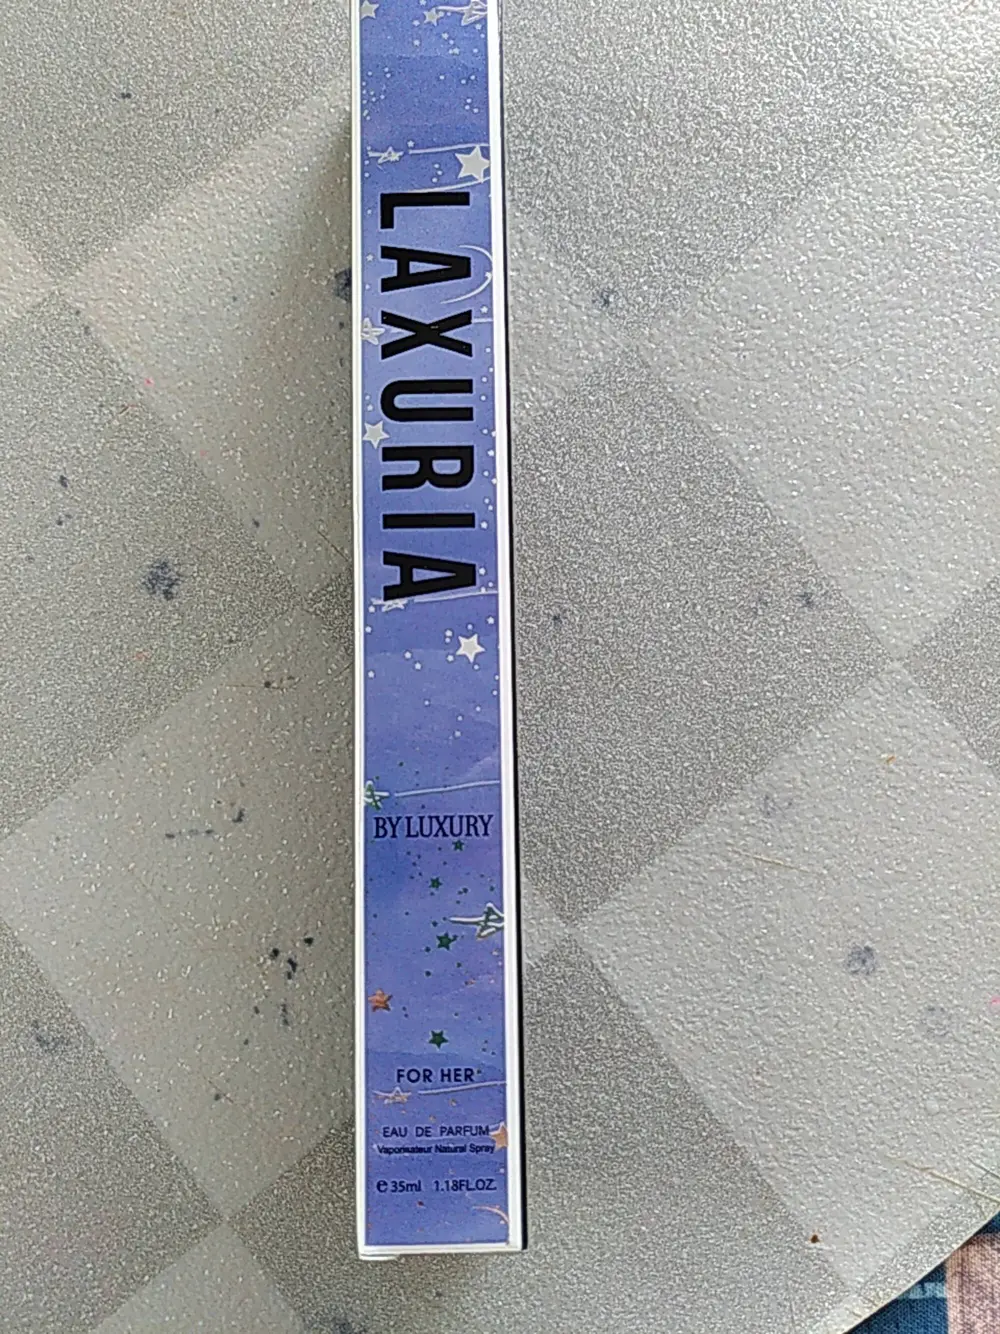 LAXURIA
BY LUXURY
FOR HER
EAU DE PARFUM
Vaporisateur Natural Spray
e 35ml 1.18FL.OZ.